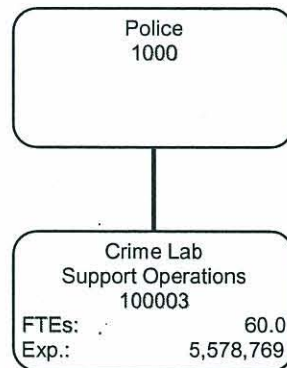 Police
1000
Crime Lab
Support Operations
100003
FTEs: 60.0
Exp.: 5,578,769